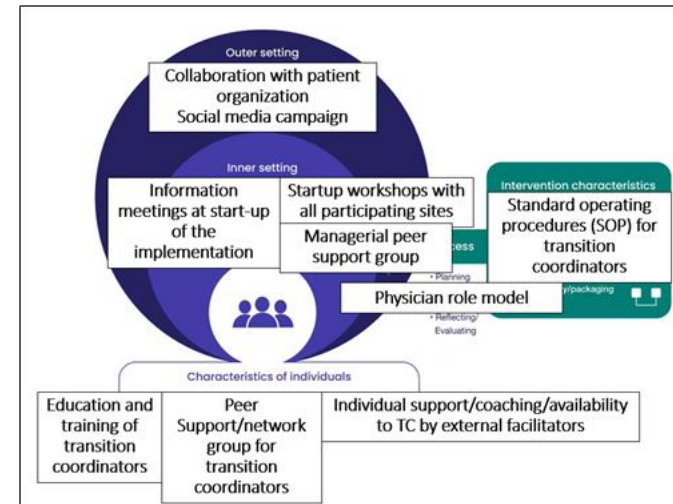 Outer setting
Collaboration with patient
organization
Social media campaign
Inner setting
Information
meetings at start-up
of the
implementation
Startup workshops with
all participating sites
Managerial peer
support group
Intervention characteristics
Standard operating
procedures (SOP) for
transition
coordinators
• Planning
Physician role model
/packaging
• Reflecting/
Evaluating
Characteristics of individuals
Education and
training of
transition
coordinators
Peer
Support/network
group for
transition
coordinators
Individual support/coaching/availability
to TC by external facilitators